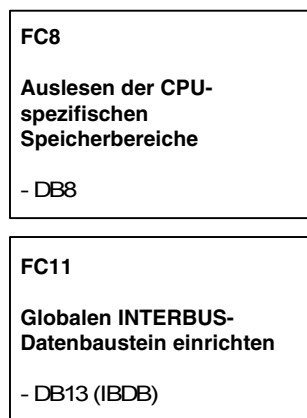 FC8
Auslesen der CPU-
spezifischen
Speicherbereiche
- DB8
FC11
Globalen INTERBUS-
Datenbaustein einrichten
- DB13 (IBDB)